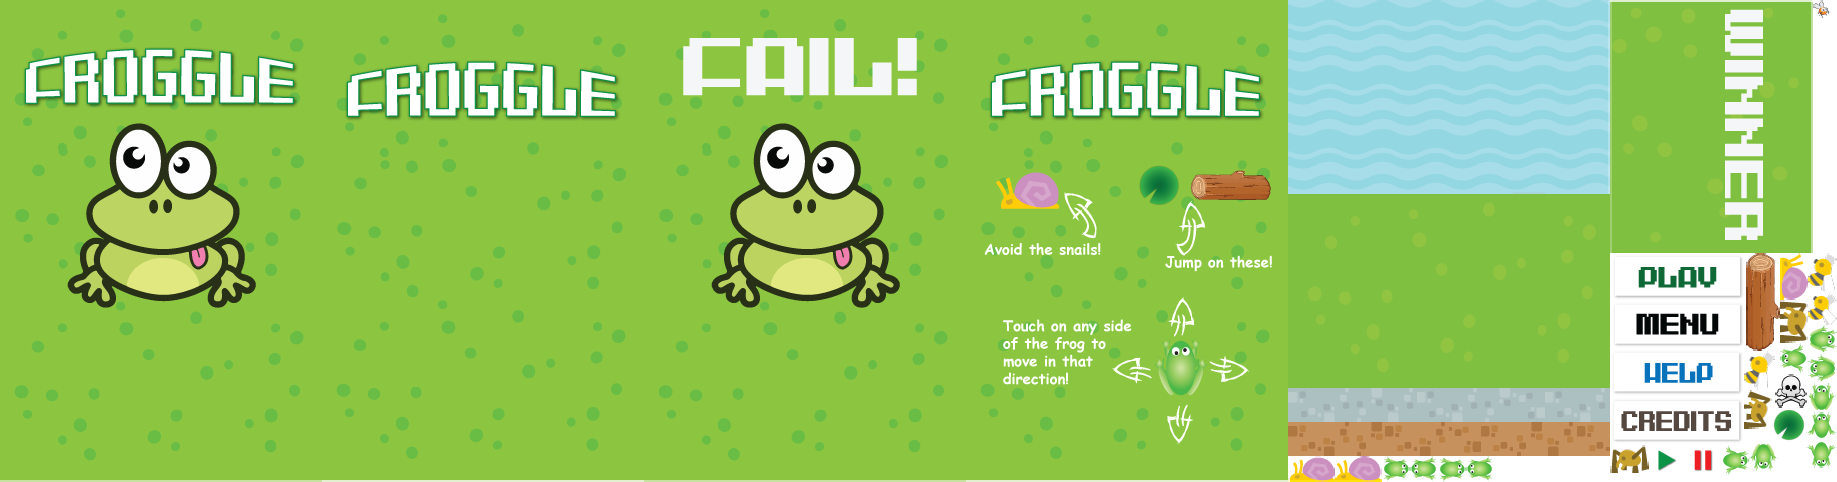 FROGGLE
FROGGLE
FAIL!
FROGGLE
Avoid the snails!
Jump on these!
Touch on any side
of the frog to
move in that
direction!
WINNER
PLAY
MENU
HELP
CREDITS